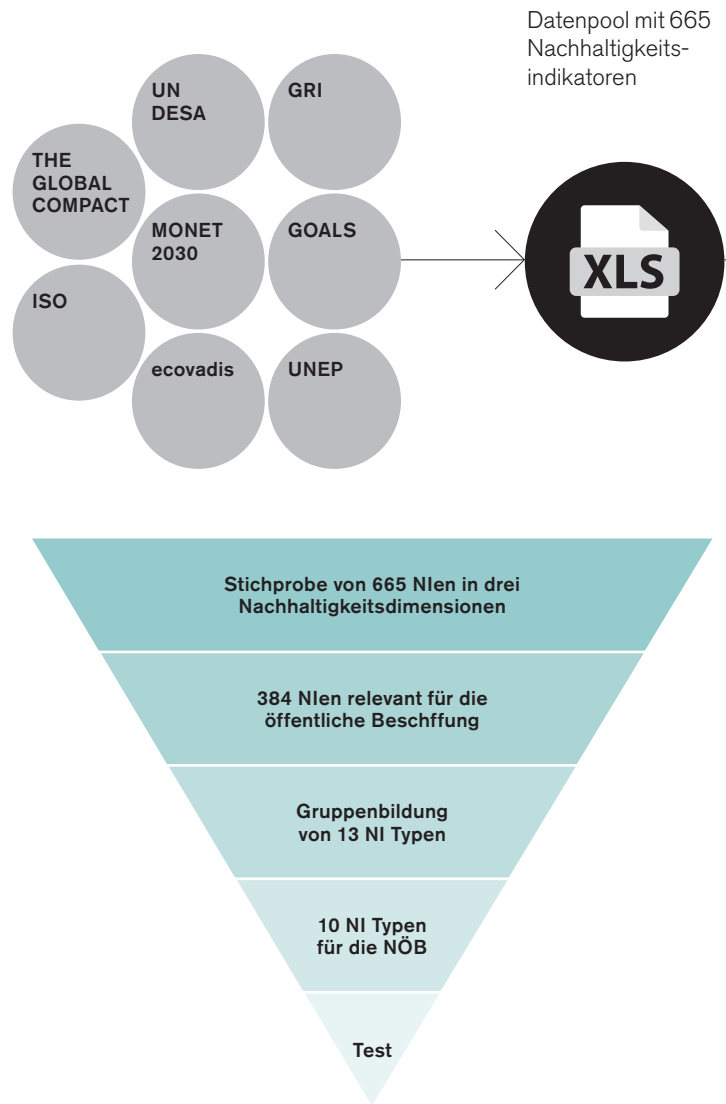 Datenpool mit 665
Nachhaltigkeits-
indikatoren
UN
DESA
GRI
THE
GLOBAL
COMPACT
MONET
2030
GOALS
ISO
ecovadis
UNEP
XLS
Stichprobe von 665 NIen in drei
Nachhaltigkeitsdimensionen
384 NIen relevant für die
öffentliche Beschffung
Gruppenbildung
von 13 NI Typen
10 NI Typen
für die NÖB
Test